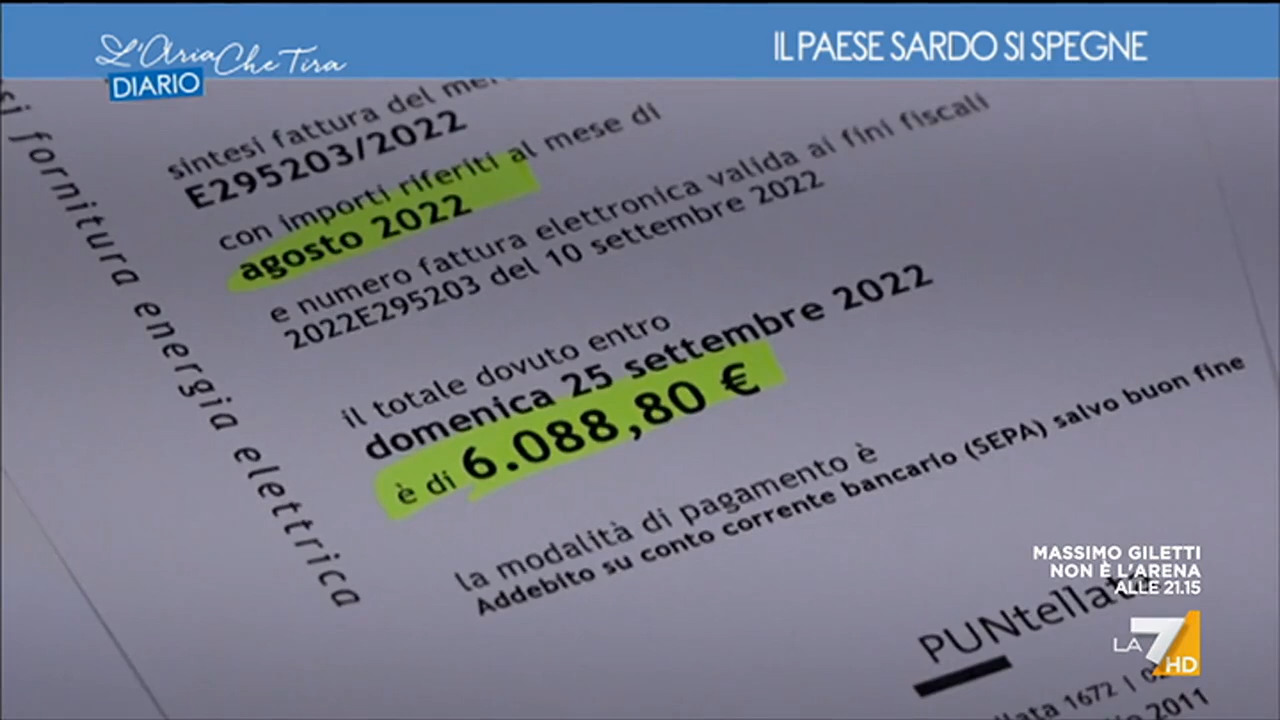 L'Aria Che Tira
DIARIO
IL PAESE SARDO SI SPEGNE
fornitura energia elettrica
sintesi fattura del
E295203/2022
con importi riferiti al mese di
agosto 2022
e numero fattura elettronica valida ai fini fiscali
2022E295203 del 10 settembre 2022
il totale dovuto entro
domenica 25 settembre 2022
è di 6.088,80 €
la modalità di pagamento è
Addebito su conto corrente bancario (SEPA) salvo buon fine
MASSIMO GILETTI
NON È L'ARENA
ALLE 21.15
LA7 HD
1672 |
2011